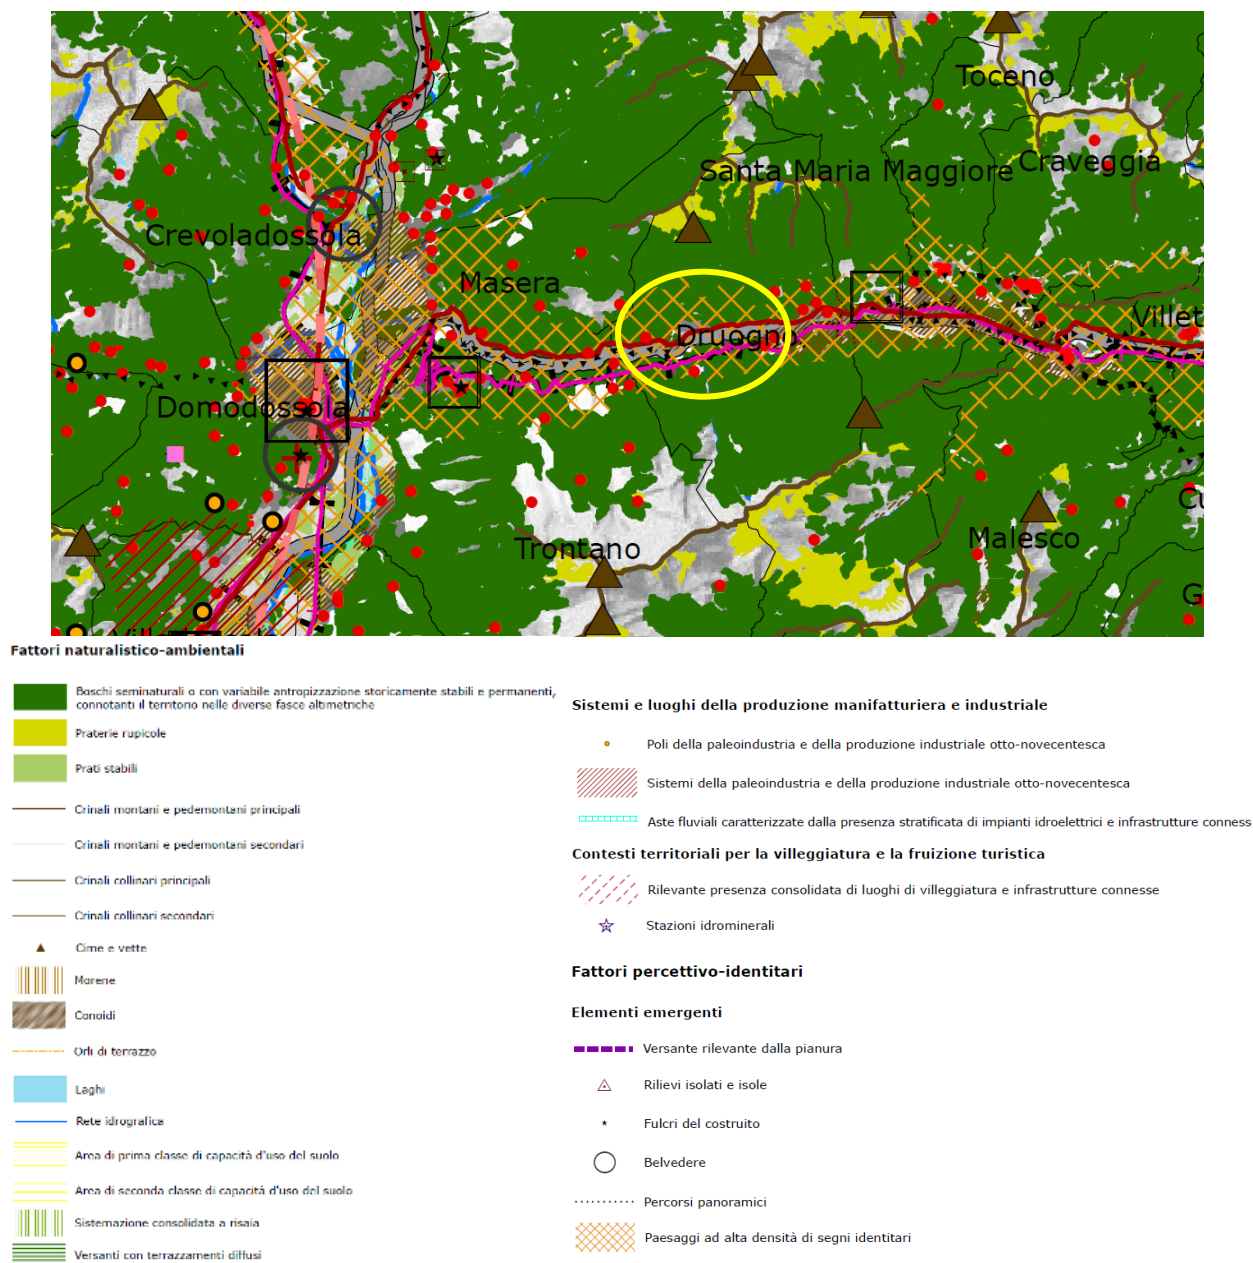 Toceno
Santa Maria Maggiore
Craveggia
Crevoladossola
Masera
Druogno
Villet
Domodossola
Trontano
Malesco
Cu
G
Fattori naturalistico-ambientali
Boschi seminaturali o con variabile antropizzazione storicamente stabili e permanenti,
connotanti il territorio nelle diverse fasce altimetriche
Praterie rupicole
Prati stabili
Crinali montani e pedemontani principali
Crinali montani e pedemontani secondari
Crinali collinari principali
Crinali collinari secondari
Cime e vette
Morene
Conoidi
Orli di terrazzo
Laghi
Rete idrografica
Area di prima classe di capacità d'uso del suolo
Area di seconda classe di capacità d'uso del suolo
Sistemazione consolidata a risaia
Versanti con terrazzamenti diffusi
Sistemi e luoghi della produzione manifatturiera e industriale
Poli della paleoindustria e della produzione industriale otto-novecentesca
Sistemi della paleoindustria e della produzione industriale otto-novecentesca
Aste fluviali caratterizzate dalla presenza stratificata di impianti idroelettrici e infrastrutture conness
Contesti territoriali per la villeggiatura e la fruizione turistica
Rilevante presenza consolidata di luoghi di villeggiatura e infrastrutture connesse
Stazioni idrominerali
Fattori percettivo-identitari
Elementi emergenti
Versante rilevante dalla pianura
Rilievi isolati e isole
Fulcri del costruito
Belvedere
Percorsi panoramici
Paesaggi ad alta densità di segni identitari